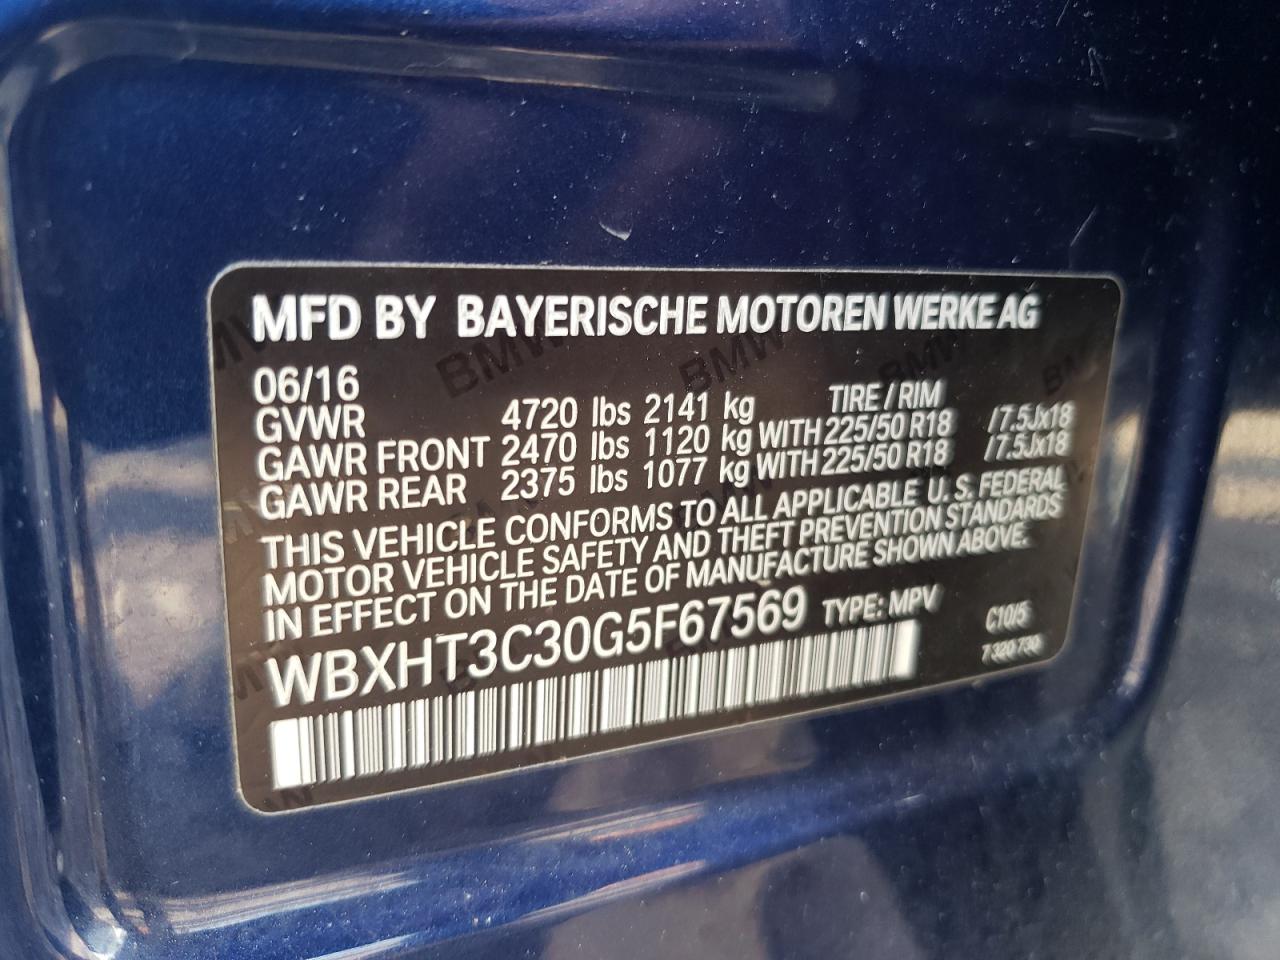 MFD BY BAYERISCHE MOTOREN WERKE AG
06/16 TIRE / RIM
GVWR 4720 lbs 2141 kg
GAWR FRONT 2470 lbs 1120 kg WITH 225/50 R18 /7.5Jx18
GAWR REAR 2375 lbs 1077 kg WITH 225/50 R18 /7.5Jx18
THIS VEHICLE CONFORMS TO ALL APPLICABLE U.S. FEDERAL
MOTOR VEHICLE SAFETY AND THEFT PREVENTION STANDARDS
IN EFFECT ON THE DATE OF MANUFACTURE SHOWN ABOVE.
WBXHT3C30G5F67569 TYPE: MPV C10/5
7 320 730